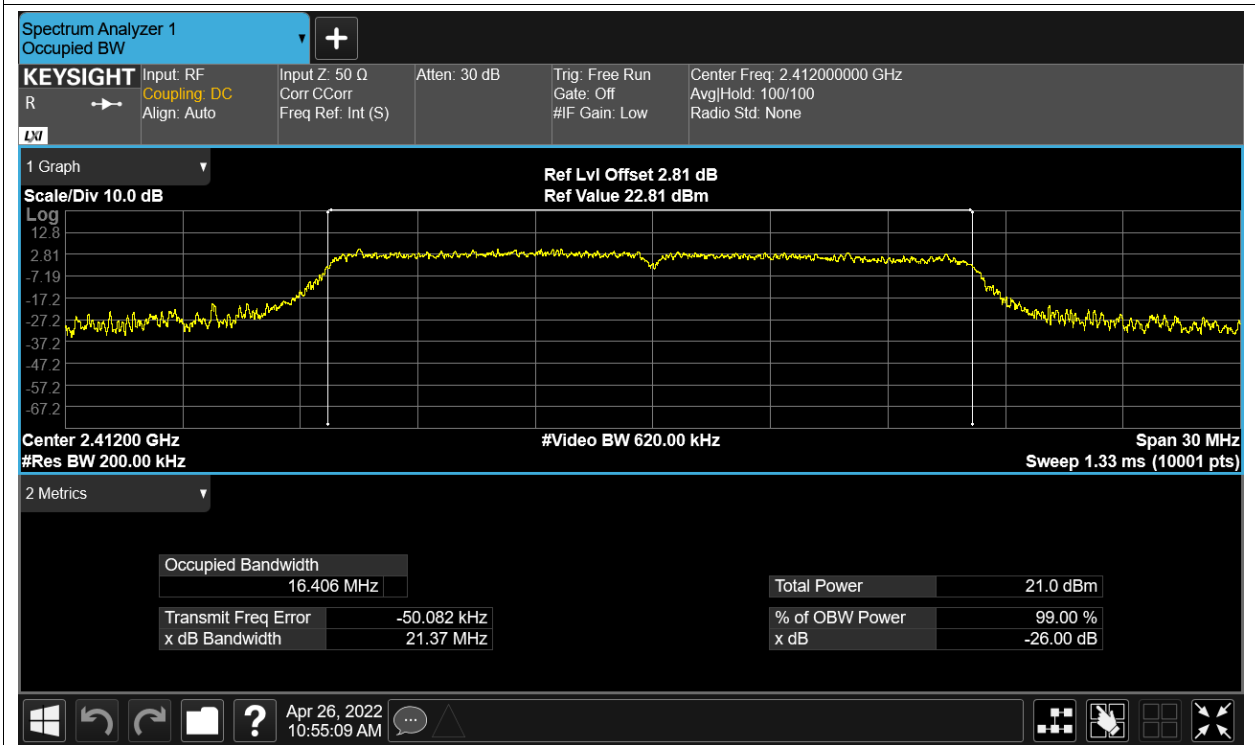 Spectrum Analyzer 1
Occupied BW
KEYSIGHT
R
LXI
Input: RF
Coupling: DC
Align: Auto
Input Z: 50 Ω
Corr CCorr
Freq Ref: Int (S)
Atten: 30 dB
Trig: Free Run
Gate: Off
#IF Gain: Low
Center Freq: 2.412000000 GHz
Avg|Hold: 100/100
Radio Std: None
1 Graph
Scale/Div 10.0 dB
Ref Lvl Offset 2.81 dB
Ref Value 22.81 dBm
Log
12.8
2.81
-7.19
-17.2
-27.2
-37.2
-47.2
-57.2
-67.2
Center 2.41200 GHz
#Video BW 620.00 kHz
Span 30 MHz
#Res BW 200.00 kHz
Sweep 1.33 ms (10001 pts)
2 Metrics
Occupied Bandwidth
16.406 MHz
Total Power 21.0 dBm
Transmit Freq Error -50.082 kHz
% of OBW Power 99.00 %
x dB Bandwidth 21.37 MHz
x dB -26.00 dB
?
Apr 26, 2022
10:55:09 AM